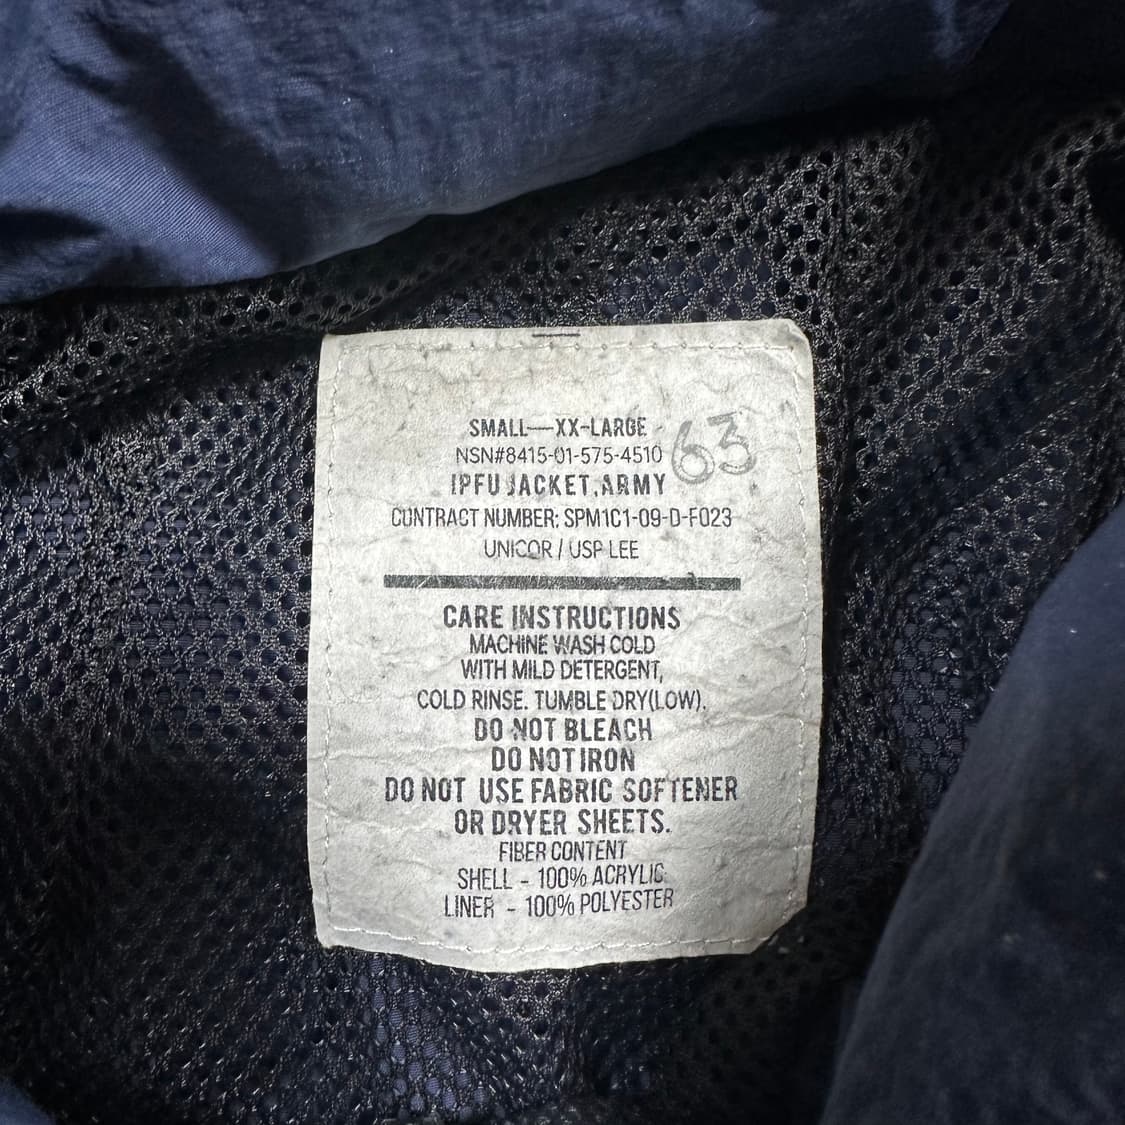 SMALL—XX-LARGE
63
NSN#8415-01-575-4510
IPFU JACKET, ARMY
CONTRACT NUMBER: SPM1C1-09-D-F023
UNICOR / USP LEE
CARE INSTRUCTIONS
MACHINE WASH COLD
WITH MILD DETERGENT,
COLD RINSE. TUMBLE DRY(LOW).
DO NOT BLEACH
DO NOT IRON
DO NOT USE FABRIC SOFTENER
OR DRYER SHEETS.
FIBER CONTENT
SHELL - 100% ACRYLIC
LINER - 100% POLYESTER